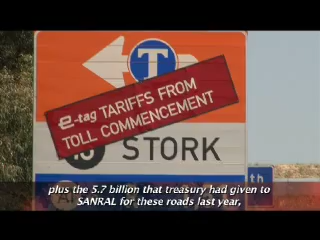 T
e-tag TARIFFS FROM
TOLL COMMENCEMENT
STORK
plus the 5.7 billion that treasury had given to
SANRAL for these roads last year,